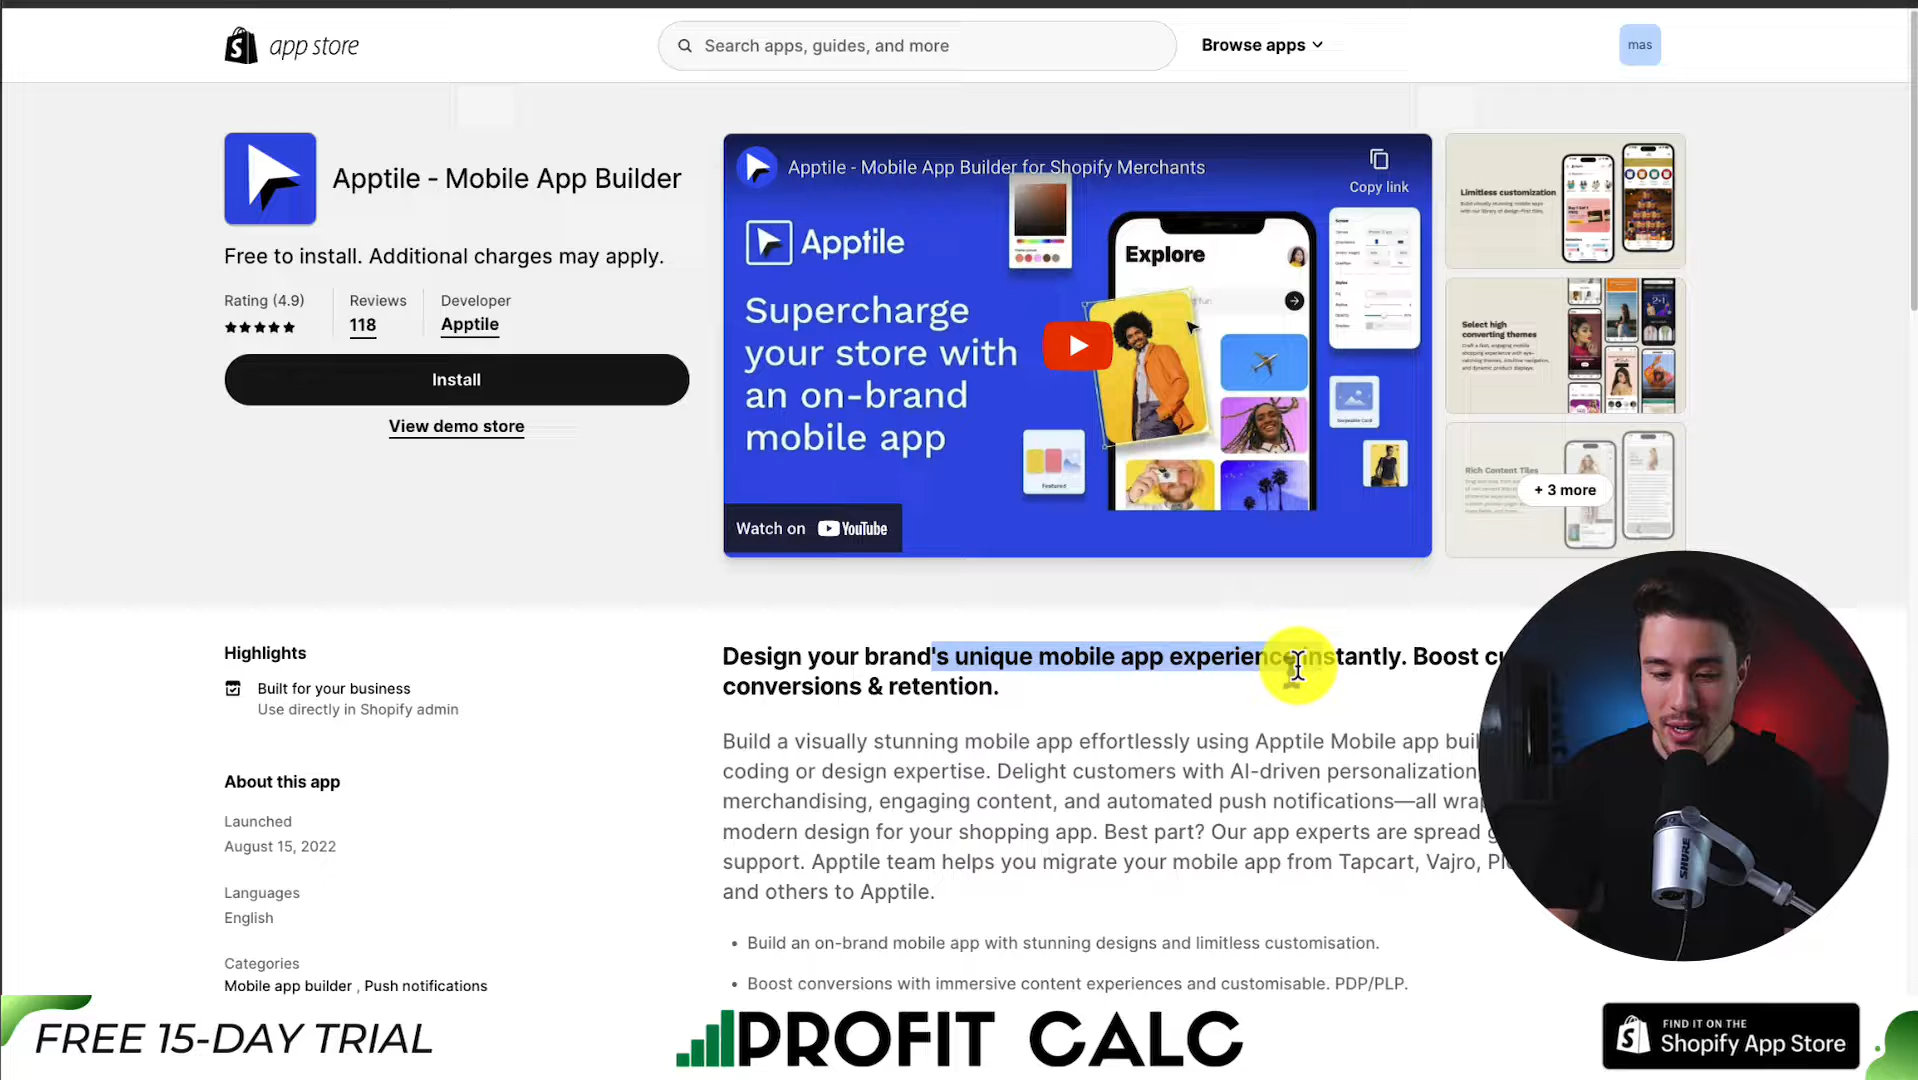 app store
Search apps, guides, and more
Browse apps
mas
Apptile - Mobile App Builder
Free to install. Additional charges may apply.
Rating (4.9)
Reviews
118
Developer
Apptile
Install
View demo store
Apptile - Mobile App Builder for Shopify Merchants
Copy link
Apptile
Supercharge
your store with
an on-brand
mobile app
Explore
Featured
Watch on YouTube
Limitless customization
Select high
converting themes
Rich Content Tiles
+ 3 more
Highlights
Built for your business
Use directly in Shopify admin
About this app
Launched
August 15, 2022
Languages
English
Categories
Mobile app builder , Push notifications
Design your brand's unique mobile app experience instantly. Boost
conversions & retention.
Build a visually stunning mobile app effortlessly using Apptile Mobile app
coding or design expertise. Delight customers with AI-driven personalization,
merchandising, engaging content, and automated push notifications—all
modern design for your shopping app. Best part? Our app experts are spread
support. Apptile team helps you migrate your mobile app from Tapcart, Vajro,
and others to Apptile.
• Build an on-brand mobile app with stunning designs and limitless customisation.
• Boost conversions with immersive content experiences and customisable. PDP/PLP.
SHURE
FREE 15-DAY TRIAL
PROFIT CALC
FIND IT ON THE
Shopify App Store